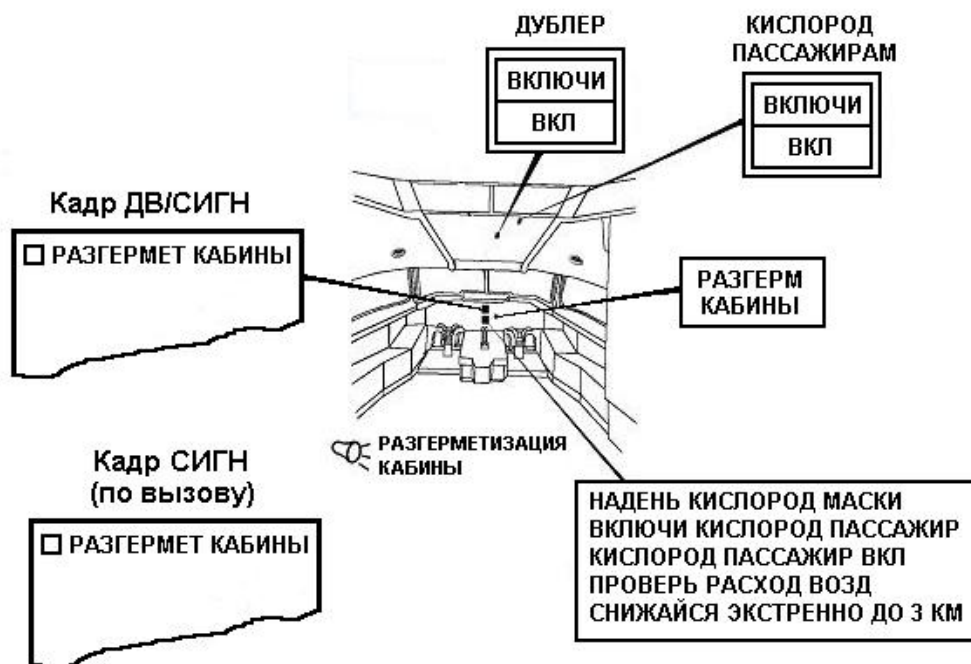 ДУБЛЕР
ВКЛЮЧИ
ВКЛ
КИСЛОРОД
ПАССАЖИРАМ
ВКЛЮЧИ
ВКЛ
Кадр ДВ/СИГН
РАЗГЕРМЕТ КАБИНЫ
РАЗГЕРМ
КАБИНЫ
РАЗГЕРМЕТИЗАЦИЯ
КАБИНЫ
Кадр СИГН
(по вызову)
РАЗГЕРМЕТ КАБИНЫ
НАДЕНЬ КИСЛОРОД МАСКИ
ВКЛЮЧИ КИСЛОРОД ПАССАЖИР
КИСЛОРОД ПАССАЖИР ВКЛ
ПРОВЕРЬ РАСХОД ВОЗД
СНИЖАЙСЯ ЭКСТРЕННО ДО 3 КМ